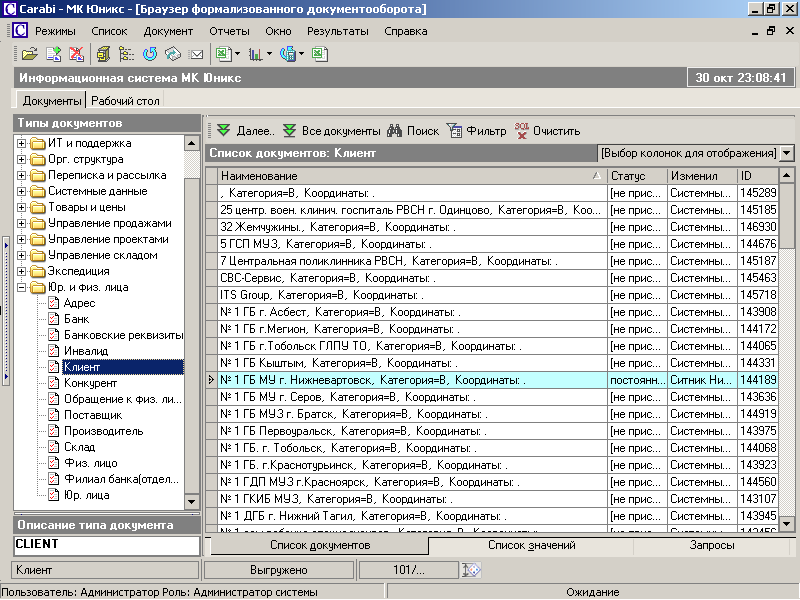 Carabi - МК Юникс - [Браузер формализованного документооборота]
Режимы Список Документ Отчеты Окно Результаты Справка
Информационная система МК Юникс 30 окт 23:08:41
Документы Рабочий стол
Типы документов
ИТ и поддержка
Орг. структура
Переписка и рассылка
Системные данные
Товары и цены
Управление продажами
Управление проектами
Управление складом
Экспедиция
Юр. и физ. лица
Адрес
Банк
Банковские реквизиты
Инвалид
Клиент
Конкурент
Обращение к физ. ли...
Поставщик
Производитель
Склад
Физ. лицо
Филиал банка(отдел...
Юр. лица
Описание типа документа
CLIENT
Далее.. Все документы Поиск Фильтр SQL Очистить
Список документов: Клиент [Выбор колонок для отображения]
Наименование Статус Изменил ID
, Категория=В, Координаты: . [не прис... Системны... 145289
25 центр. воен. клинич. госпиталь РВСН г. Одинцово, Категория=В, Коо... [не прис... Системны... 145185
32 Жемчужины., Категория=В, Координаты: . [не прис... Системны... 146930
5 ГСП МУЗ, Категория=В, Координаты: . [не прис... Системны... 144676
7 Центральная поликлиника РВСН, Категория=В, Координаты: . [не прис... Системны... 145187
CBC-Сервис, Категория=В, Координаты: . [не прис... Системны... 145463
ITS Group, Категория=В, Координаты: . [не прис... Системны... 145718
№ 1 ГБ г. Асбест, Категория=В, Координаты: . [не прис... Системны... 143908
№ 1 ГБ г.Мегион, Категория=В, Координаты: . [не прис... Системны... 144172
№ 1 ГБ г.Тобольск ГЛПУ ТО, Категория=В, Координаты: . [не прис... Системны... 144065
№ 1 ГБ Кыштым, Категория=В, Координаты: . [не прис... Системны... 144331
№ 1 ГБ МУ г. Нижневартовск, Категория=В, Координаты: . постоянн... Ситник Ни... 144189
№ 1 ГБ МУ г. Серов, Категория=В, Координаты: . [не прис... Системны... 143636
№ 1 ГБ МУЗ г. Братск, Категория=В, Координаты: . [не прис... Системны... 144919
№ 1 ГБ Первоуральск, Категория=В, Координаты: . [не прис... Системны... 143975
№ 1 ГБ. г. Тобольск, Категория=В, Координаты: . [не прис... Системны... 144068
№ 1 ГБ. г.Краснотурьинск, Категория=В, Координаты: . [не прис... Системны... 143923
№ 1 ГДП МУЗ г.Красноярск, Категория=В, Координаты: . [не прис... Системны... 144560
№ 1 ГКИБ МУЗ, Категория=В, Координаты: . [не прис... Системны... 143107
№ 1 ДГБ г. Нижний Тагил, Категория=В, Координаты: . [не прис... Системны... 143945
Список документов Список значений Запросы
Клиент Выгружено 101/...
Пользователь: Администратор Роль: Администратор системы Ожидание